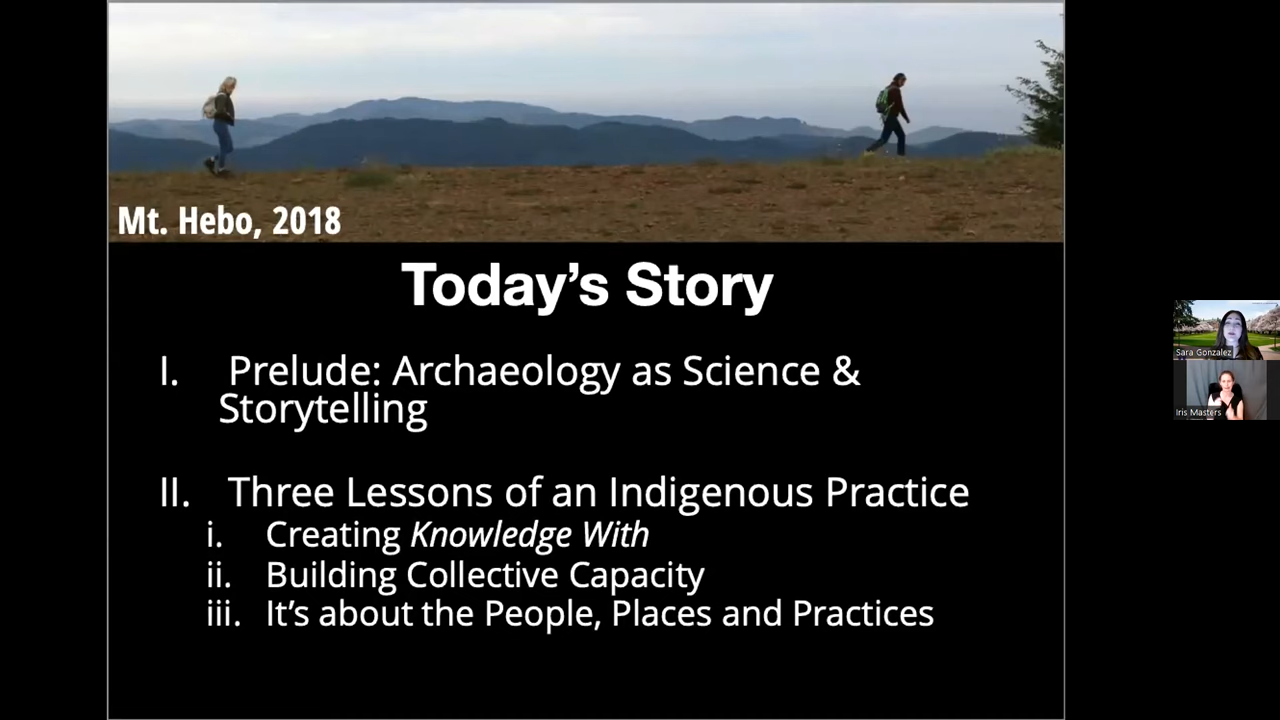 Mt. Hebo, 2018
Today’s Story
I. Prelude: Archaeology as Science &
Storytelling
II. Three Lessons of an Indigenous Practice
i. Creating Knowledge With
ii. Building Collective Capacity
iii. It’s about the People, Places and Practices
Sara Gonzalez
Iris Masters